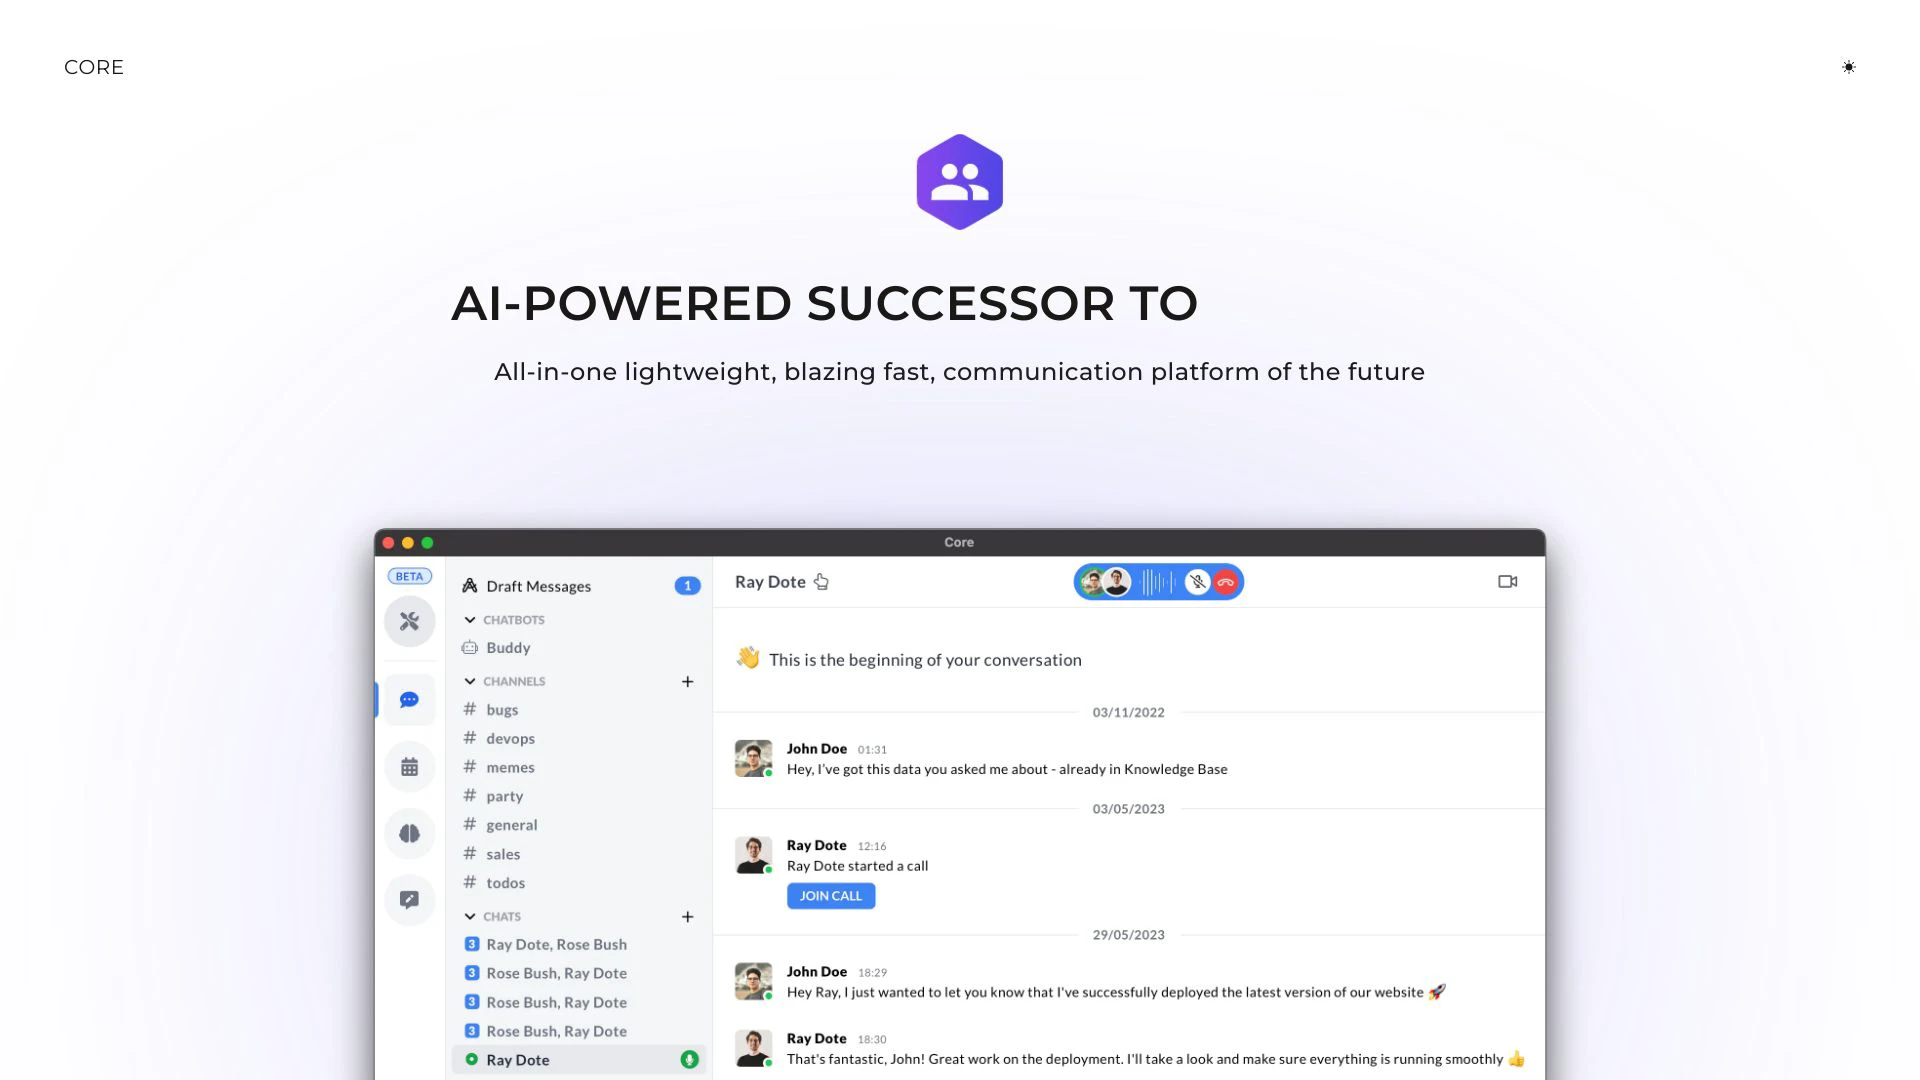 CORE
AI-POWERED SUCCESSOR TO
All-in-one lightweight, blazing fast, communication platform of the future
Core
BETA
Draft Messages 1
CHATBOTS
Buddy
CHANNELS +
# bugs
# devops
# memes
# party
# general
# sales
# todos
CHATS +
3 Ray Dote, Rose Bush
3 Rose Bush, Ray Dote
3 Rose Bush, Ray Dote
3 Rose Bush, Ray Dote
Ray Dote
Ray Dote
👋 This is the beginning of your conversation
03/11/2022
John Doe 01:31
Hey, I've got this data you asked me about - already in Knowledge Base
03/05/2023
Ray Dote 12:16
Ray Dote started a call
JOIN CALL
29/05/2023
John Doe 18:29
Hey Ray, I just wanted to let you know that I've successfully deployed the latest version of our website 🚀
Ray Dote 18:30
That's fantastic, John! Great work on the deployment. I'll take a look and make sure everything is running smoothly 👍